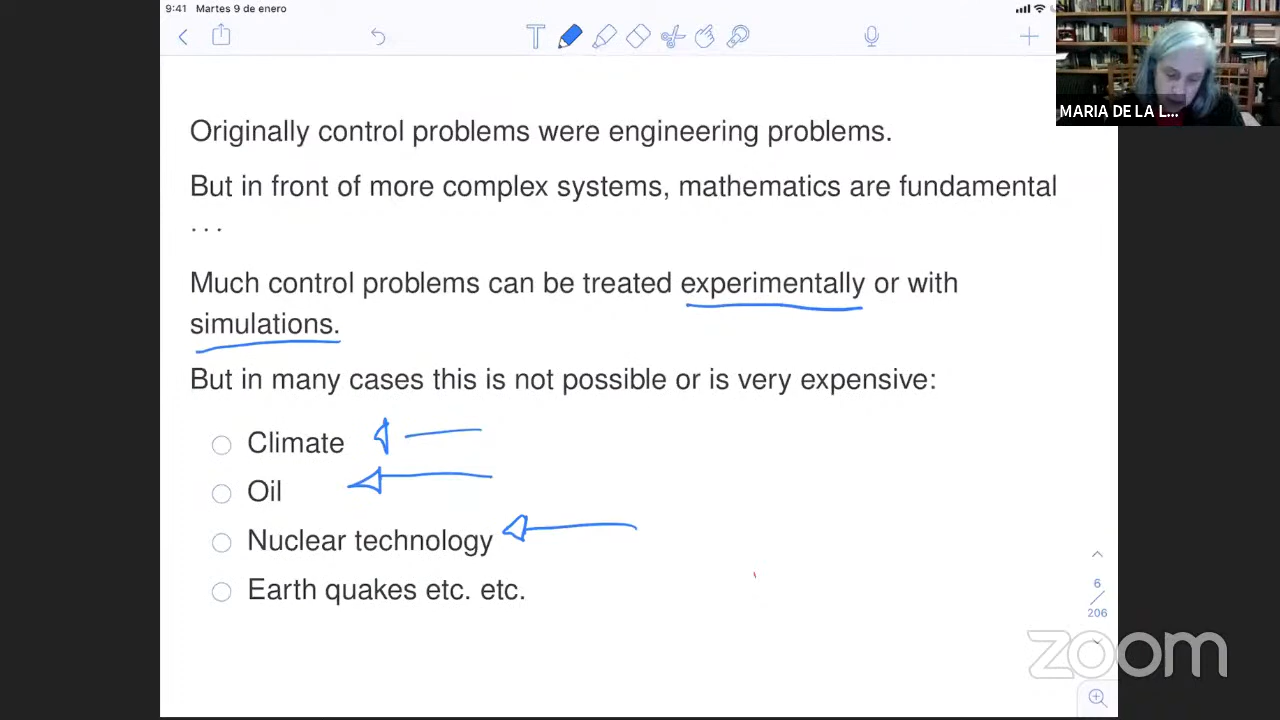 9:41 Martes 9 de enero
MARIA DE LA L...
Originally control problems were engineering problems.
But in front of more complex systems, mathematics are fundamental
...
Much control problems can be treated experimentally or with
simulations.
But in many cases this is not possible or is very expensive:
Climate
Oil
Nuclear technology
Earth quakes etc. etc.
6
/
206
zoom